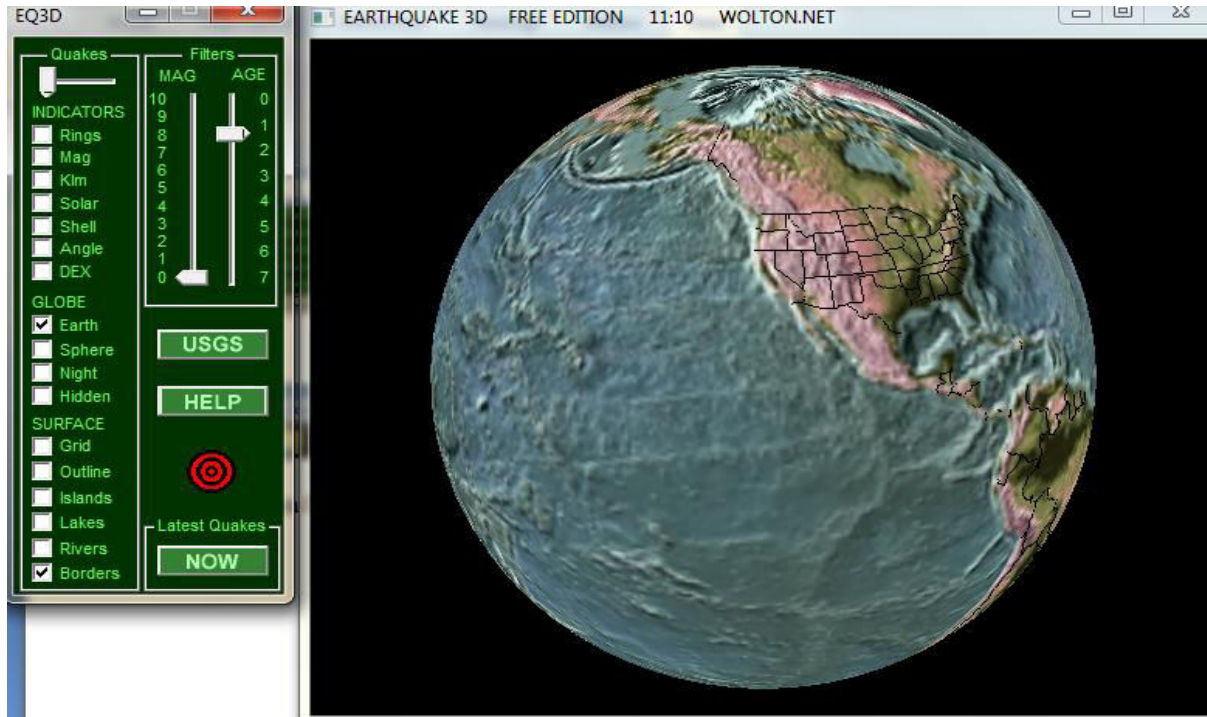 EQ3D
Quakes
INDICATORS
Rings
Mag
Klm
Solar
Shell
Angle
DEX
GLOBE
Earth
Sphere
Night
Hidden
SURFACE
Grid
Outline
Islands
Lakes
Rivers
Borders
Filters
MAG AGE
10
9
8
7
6
5
4
3
2
1
0
0
1
2
3
4
5
6
7
USGS
HELP
Latest Quakes
NOW
EARTHQUAKE 3D FREE EDITION 11:10 WOLTON.NET